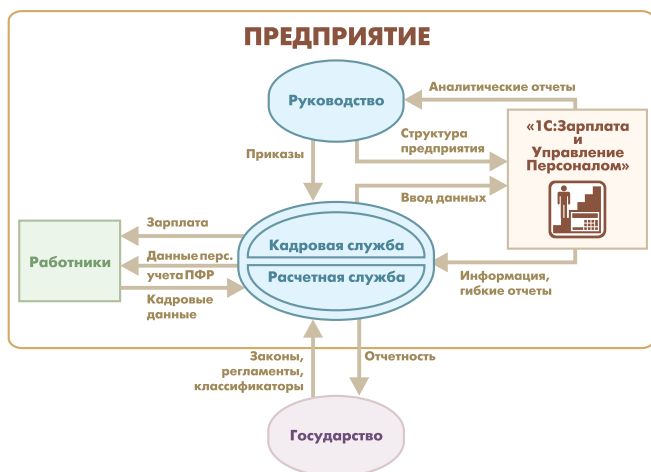 ПРЕДПРИЯТИЕ
Руководство
Аналитические отчеты
Структура
предприятия
«1С:Зарплата
и
Управление
Персоналом»
Приказы
Ввод данных
Зарплата
Данные перс.
учета ПФР
Кадровые
данные
Работники
Кадровая служба
Расчетная служба
Информация,
гибкие отчеты
Законы,
регламенты,
классификаторы
Отчетность
Государство